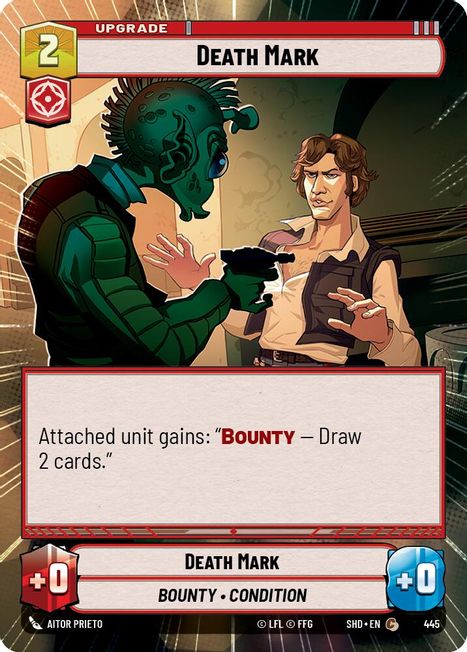 UPGRADE
2
DEATH MARK
Attached unit gains: “BOUNTY – Draw
2 cards.”
+0
DEATH MARK
+0
BOUNTY • CONDITION
AITOR PRIETO
© LFL © FFG
SHD • EN
C
445